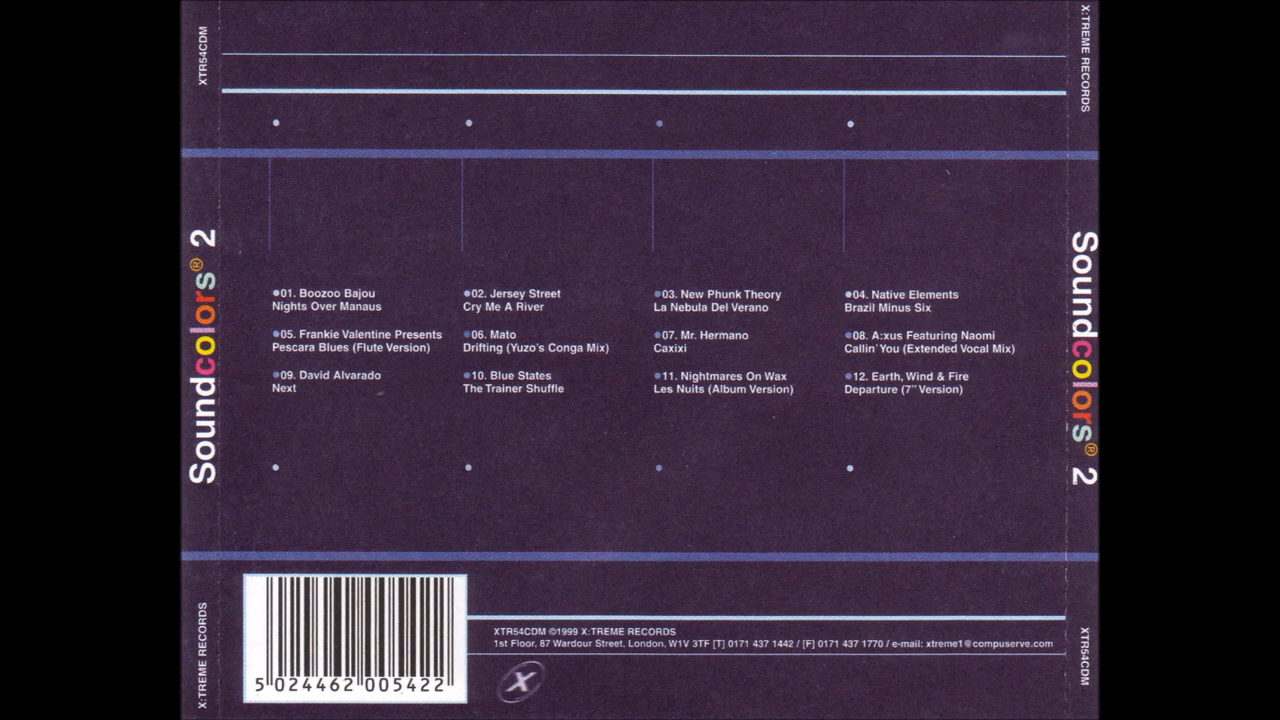 XTR54CDM
X:TREME RECORDS
Soundcolors® 2
Soundcolors® 2
01. Boozoo Bajou
Nights Over Manaus
02. Jersey Street
Cry Me A River
03. New Phunk Theory
La Nebula Del Verano
04. Native Elements
Brazil Minus Six
05. Frankie Valentine Presents
Pescara Blues (Flute Version)
06. Mato
Drifting (Yuzo's Conga Mix)
07. Mr. Hermano
Caxixi
08. A:xus Featuring Naomi
Callin' You (Extended Vocal Mix)
09. David Alvarado
Next
10. Blue States
The Trainer Shuffle
11. Nightmares On Wax
Les Nuits (Album Version)
12. Earth, Wind & Fire
Departure (7" Version)
X:TREME RECORDS
5 024462 005422
XTR54CDM ©1999 X:TREME RECORDS
1st Floor, 87 Wardour Street, London, W1V 3TF [T] 0171 437 1442 / [F] 0171 437 1770 / e-mail: xtreme1@compuserve.com
X
XTR54CDM